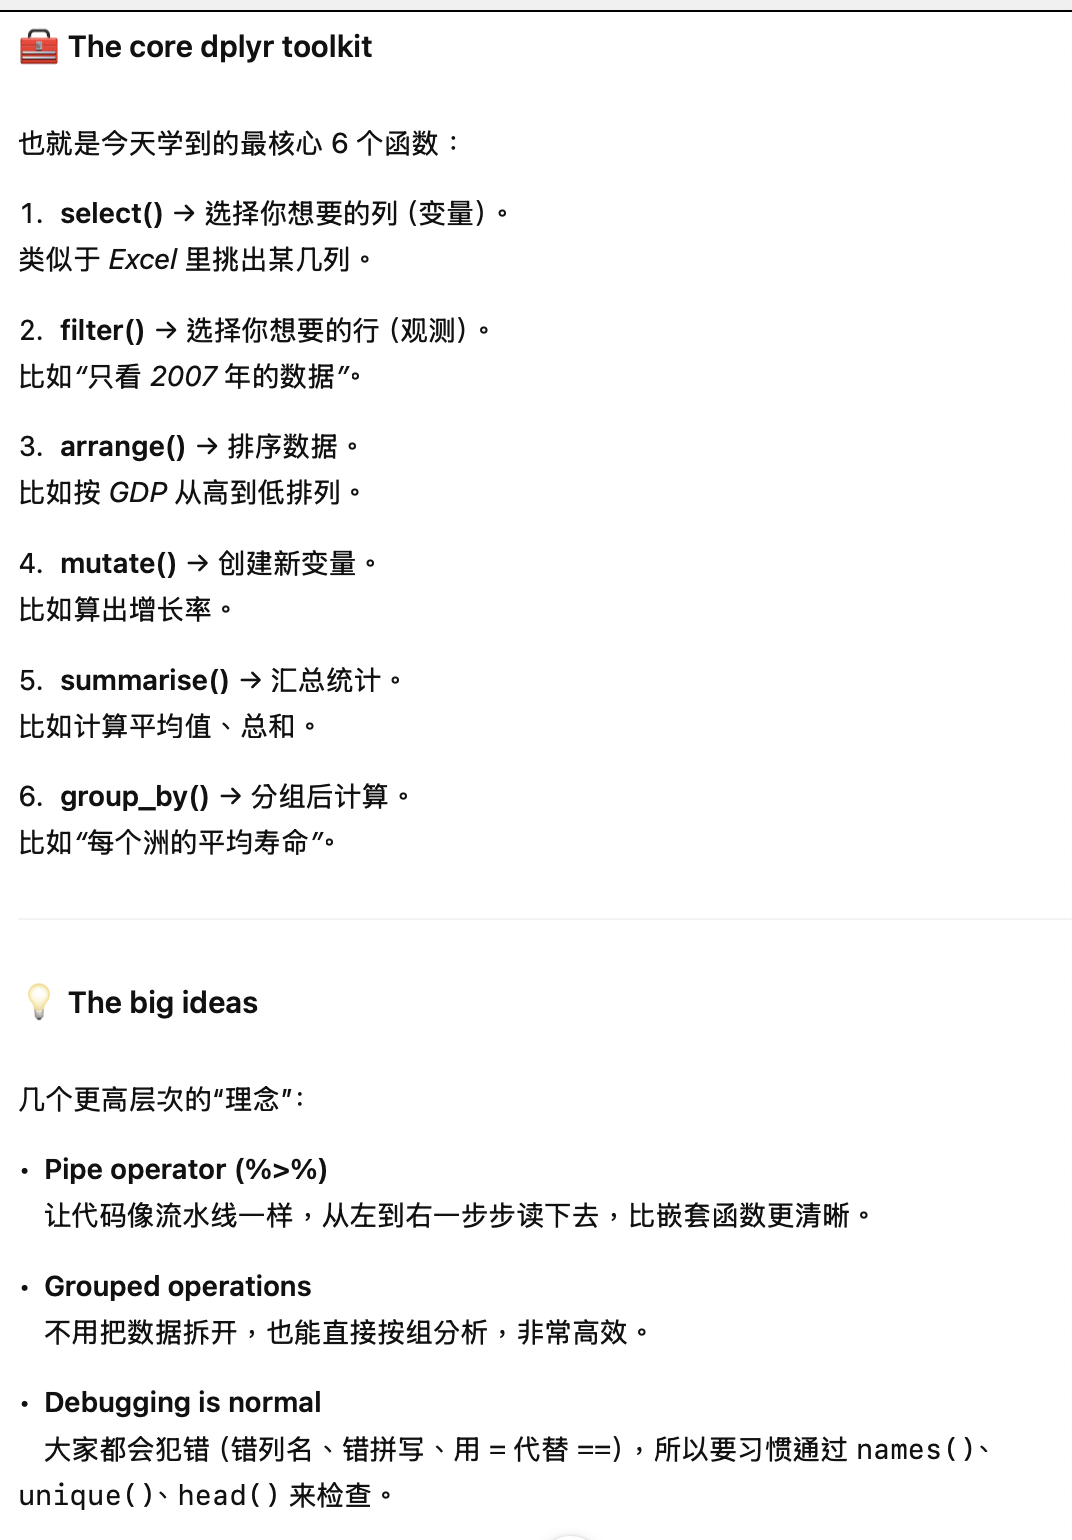 🧰 The core dplyr toolkit
也就是今天学到的最核心 6 个函数：
1. select() → 选择你想要的列（变量）。
类似于 Excel 里挑出某几列。
2. filter() → 选择你想要的行（观测）。
比如“只看 2007 年的数据”。
3. arrange() → 排序数据。
比如按 GDP 从高到低排列。
4. mutate() → 创建新变量。
比如算出增长率。
5. summarise() → 汇总统计。
比如计算平均值、总和。
6. group_by() → 分组后计算。
比如“每个洲的平均寿命”。
💡 The big ideas
几个更高层次的“理念”：
• Pipe operator (%>%)
让代码像流水线一样，从左到右一步步读下去，比嵌套函数更清晰。
• Grouped operations
不用把数据拆开，也能直接按组分析，非常高效。
• Debugging is normal
大家都会犯错（错列名、错拼写、用 = 代替 ==），所以要习惯通过 names()、
unique()、head() 来检查。